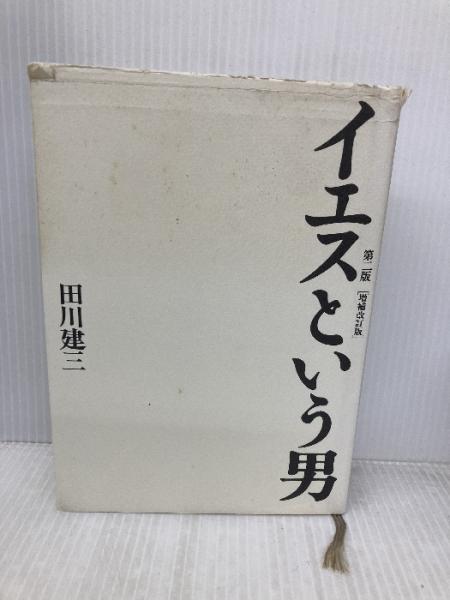 イエスという男
第二版
[増補改訂版]
田川建三